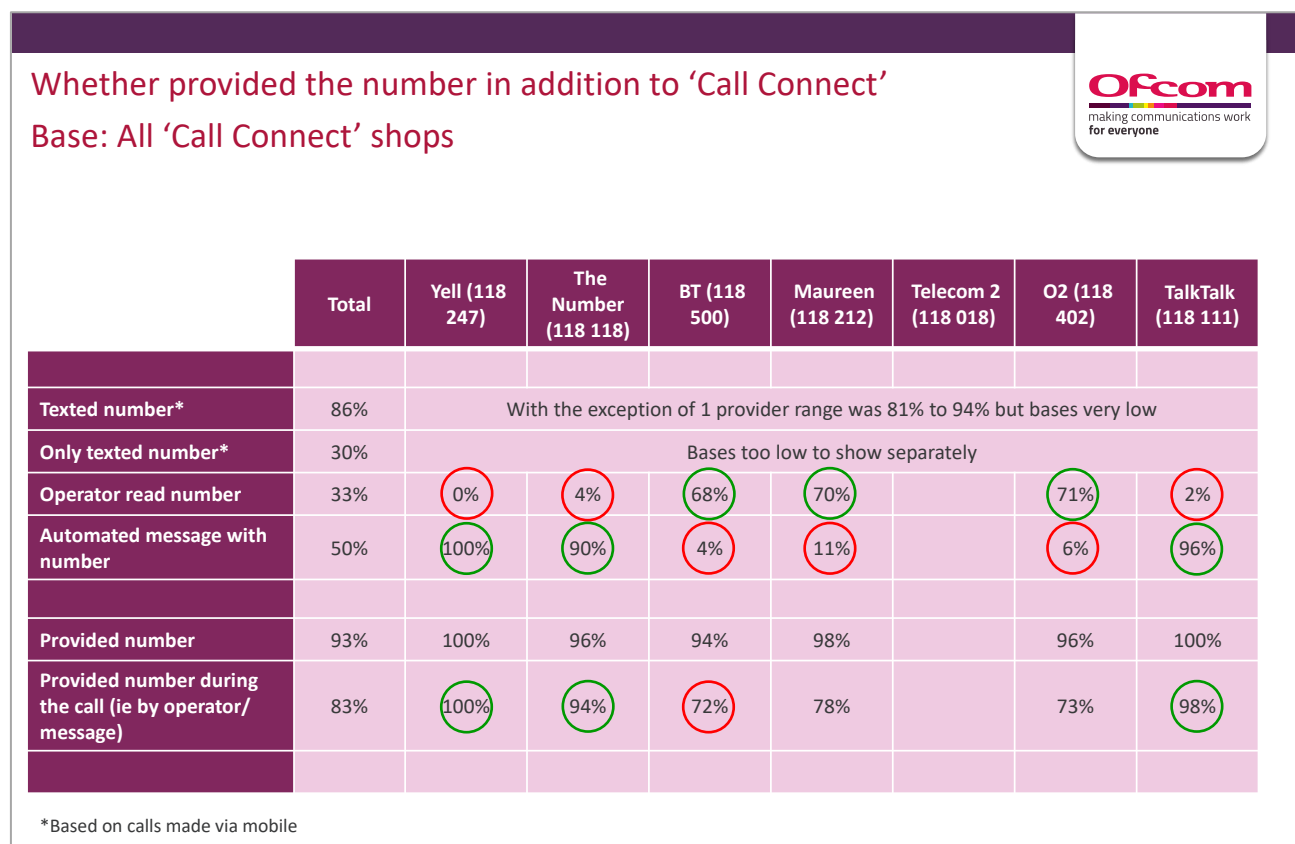 Whether provided the number in addition to ‘Call Connect’
Base: All ‘Call Connect’ shops
Ofcom
making communications work
for everyone
Total
Yell (118
247)
The
Number
(118 118)
BT (118
500)
Maureen
(118 212)
Telecom 2
(118 018)
O2 (118
402)
TalkTalk
(118 111)
Texted number*
86%
With the exception of 1 provider range was 81% to 94% but bases very low
Only texted number*
30%
Bases too low to show separately
Operator read number
33%
0%
4%
68%
70%
71%
2%
Automated message with
number
50%
100%
90%
4%
11%
6%
96%
Provided number
93%
100%
96%
94%
98%
96%
100%
Provided number during
the call (ie by operator/
message)
83%
100%
94%
72%
78%
73%
98%
*Based on calls made via mobile